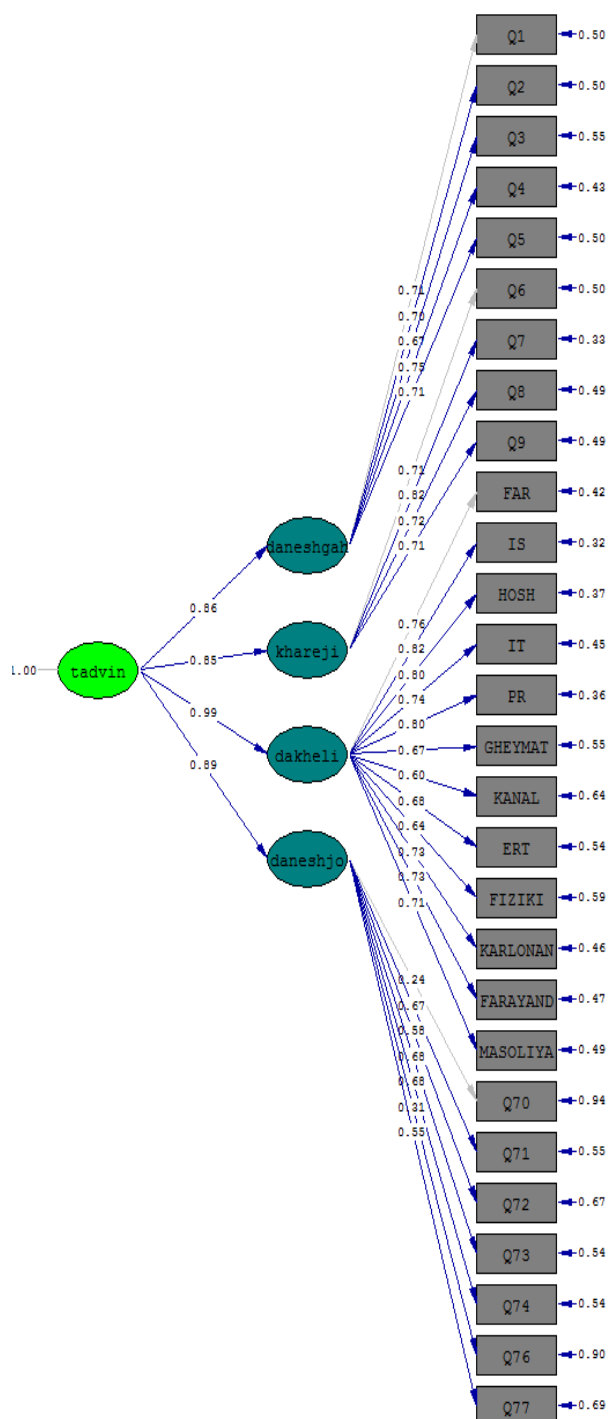 Q1
0.50
Q2
0.50
Q3
0.55
Q4
0.43
Q5
0.50
Q6
0.50
Q7
0.33
Q8
0.49
Q9
0.49
FAR
0.42
IS
0.32
HOSH
0.37
IT
0.45
PR
0.36
GHEYMAT
0.55
KANAL
0.64
ERT
0.54
FIZIKI
0.59
KARLONAN
0.46
FARAYAND
0.47
MASOLIYA
0.49
Q70
0.94
Q71
0.55
Q72
0.67
Q73
0.54
Q74
0.54
Q76
0.90
Q77
0.69
0.71
0.70
0.67
0.75
0.71
0.71
0.82
0.72
0.71
0.76
0.82
0.80
0.74
0.80
0.67
0.60
0.68
0.64
0.73
0.73
0.71
0.24
0.67
0.58
0.68
0.68
0.31
0.55
daneshgah
khareji
dakheli
daneshjo
0.86
0.85
0.99
0.89
1.00
tadvin